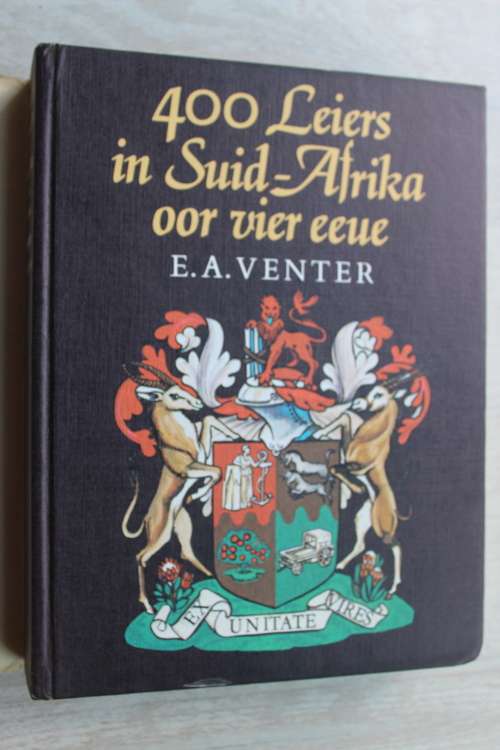 400 Leiers
in Suid-Afrika
oor vier eeue
E.A. VENTER
EX UNITATE VIRES